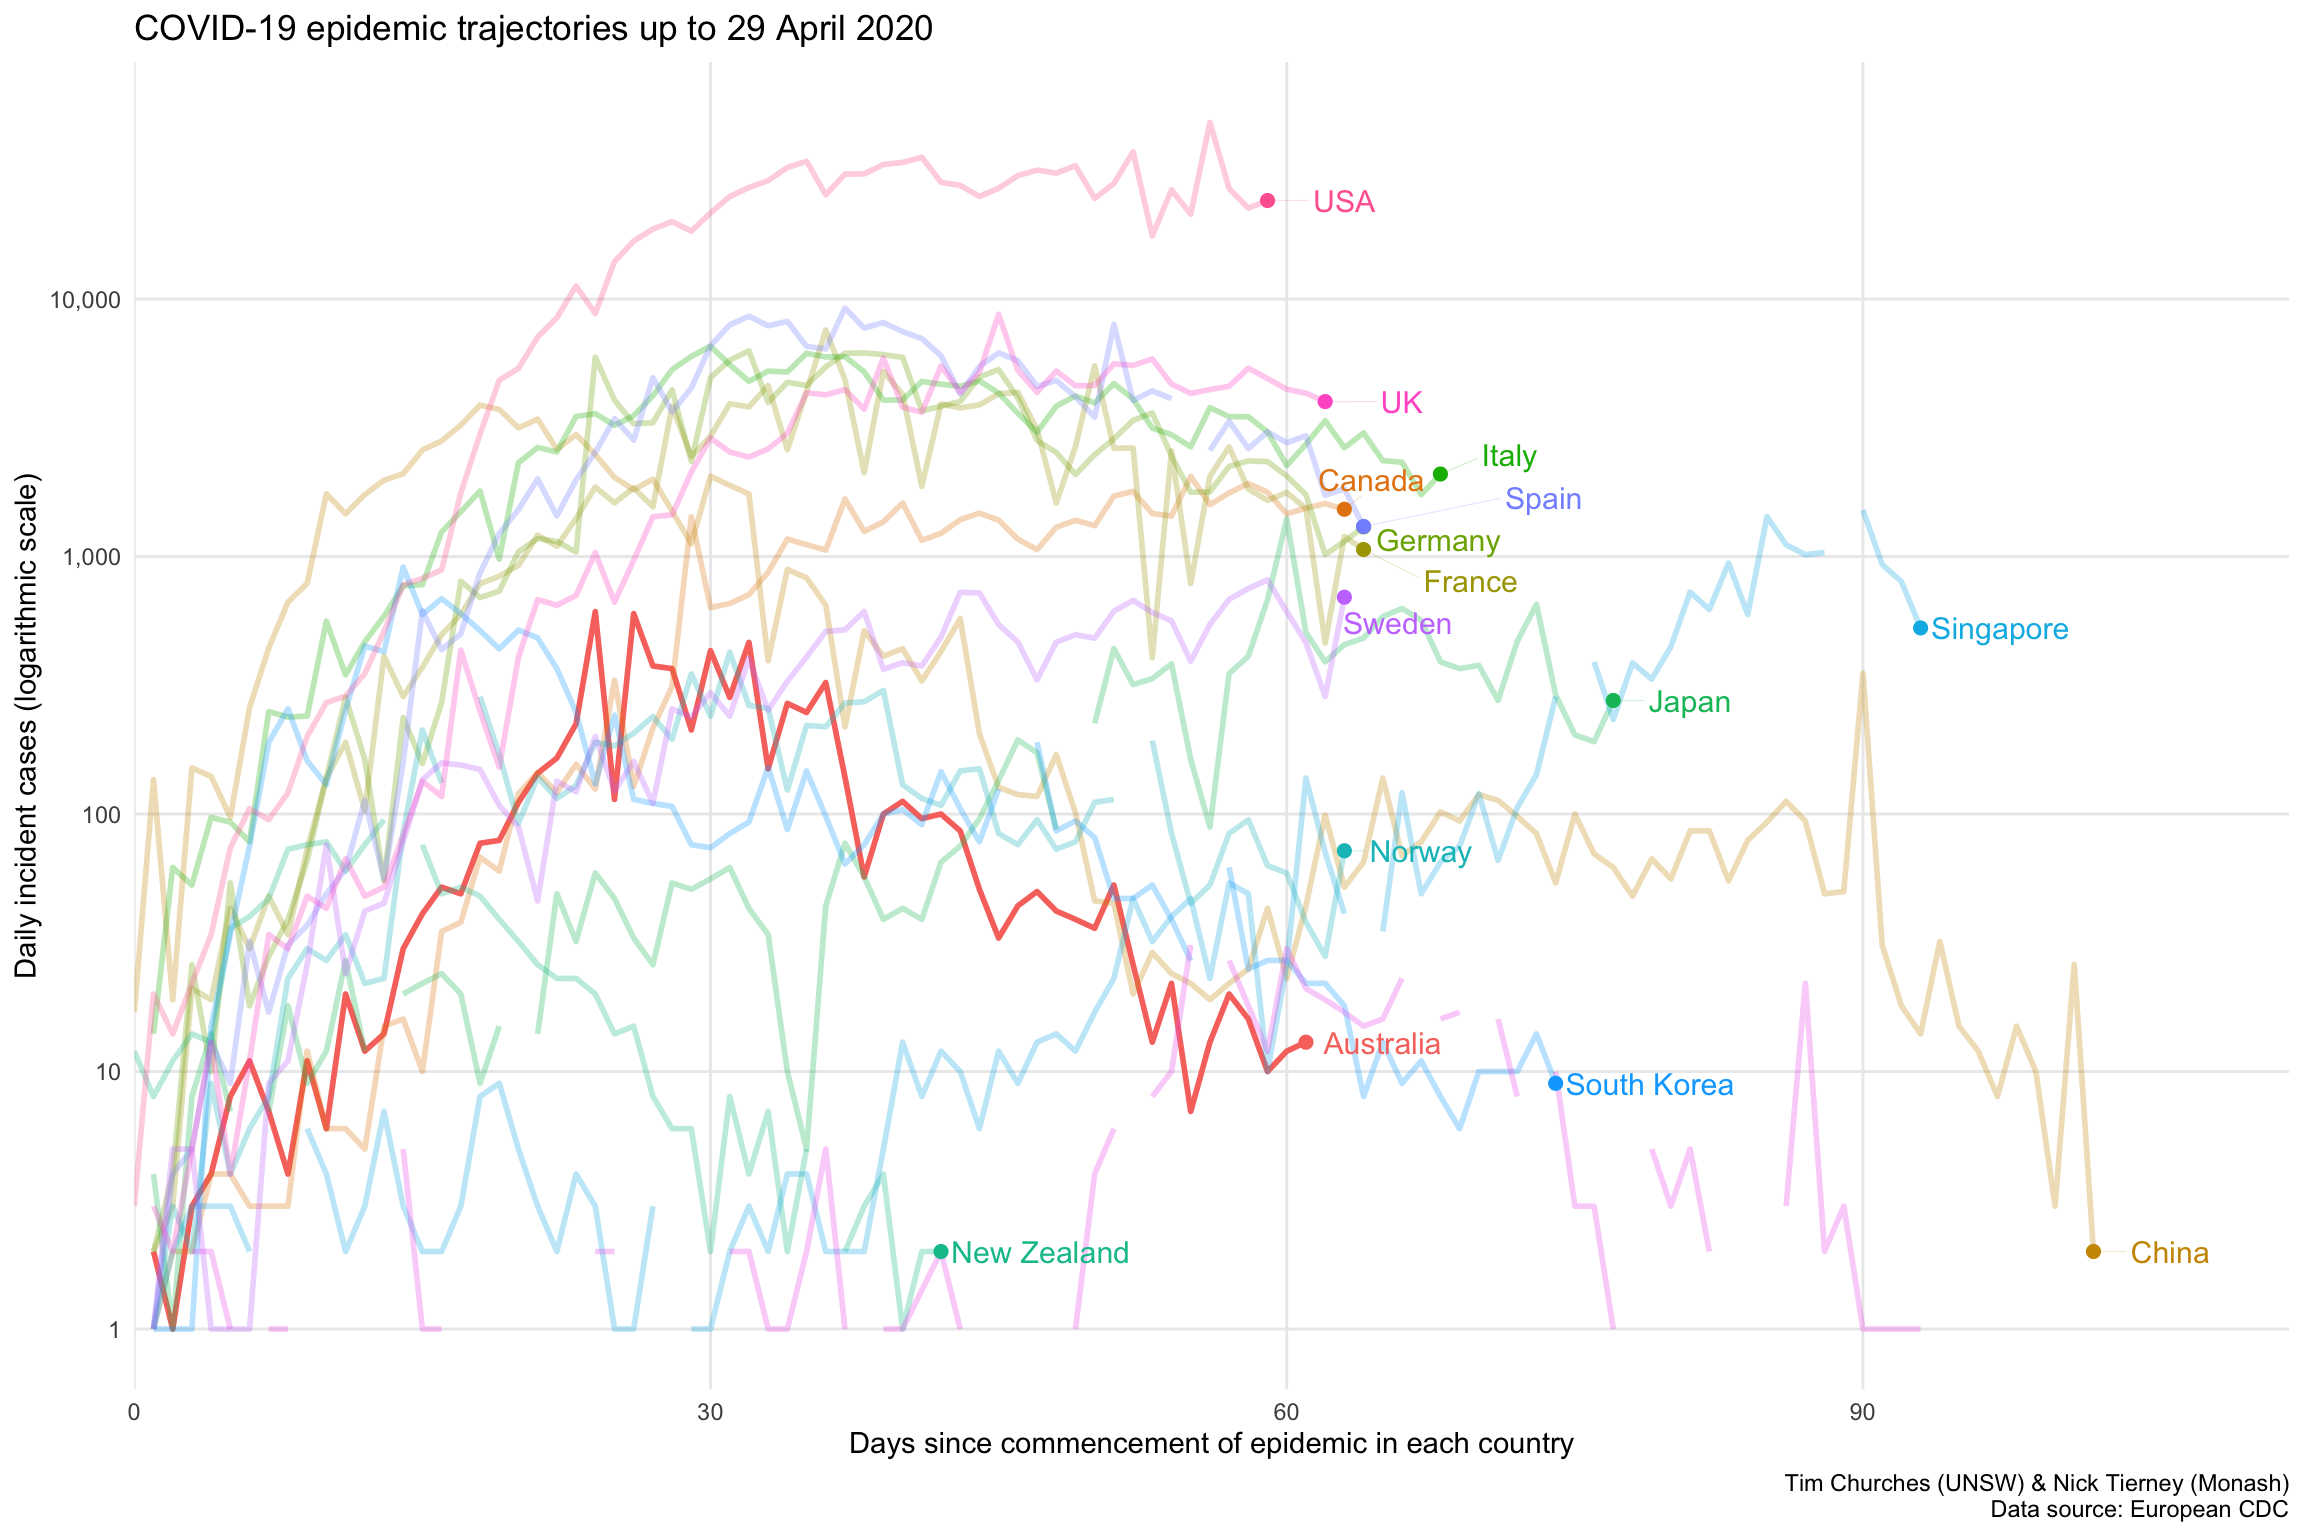 COVID-19 epidemic trajectories up to 29 April 2020
Daily incident cases (logarithmic scale)
10,000
1,000
100
10
1
USA
UK
Italy
Canada
Spain
Germany
France
Sweden
Singapore
Japan
Norway
Australia
South Korea
New Zealand
China
0
30
60
90
Days since commencement of epidemic in each country
Tim Churches (UNSW) & Nick Tierney (Monash)
Data source: European CDC